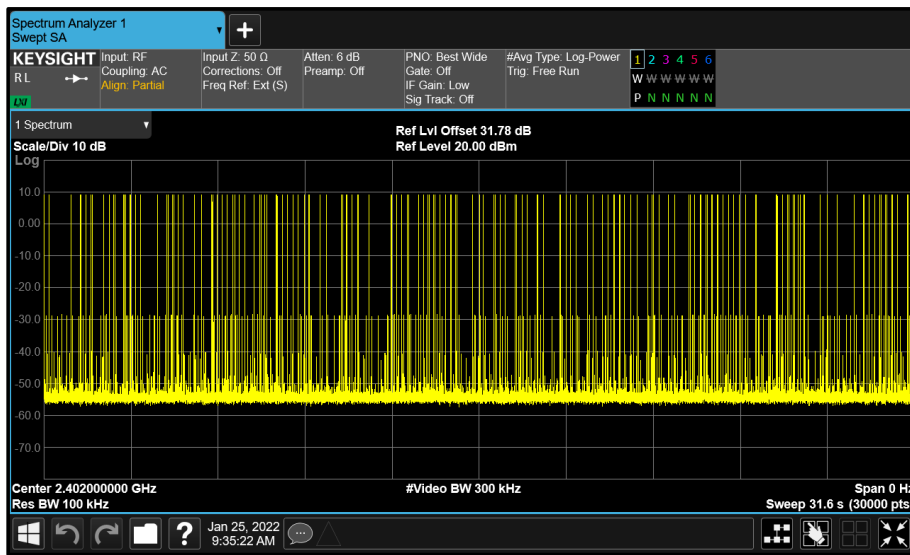 Spectrum Analyzer 1
Swept SA
KEYSIGHT
R L
LXI
Input: RF
Coupling: AC
Align: Partial
Input Z: 50 Ω
Corrections: Off
Freq Ref: Ext (S)
Atten: 6 dB
Preamp: Off
PNO: Best Wide
Gate: Off
IF Gain: Low
Sig Track: Off
#Avg Type: Log-Power
Trig: Free Run
1 2 3 4 5 6
W W W W W W
P N N N N N
1 Spectrum
Scale/Div 10 dB
Ref Lvl Offset 31.78 dB
Ref Level 20.00 dBm
Log
10.0
0.00
-10.0
-20.0
-30.0
-40.0
-50.0
-60.0
-70.0
Center 2.402000000 GHz
Res BW 100 kHz
#Video BW 300 kHz
Span 0 Hz
Sweep 31.6 s (30000 pts
?
Jan 25, 2022
9:35:22 AM